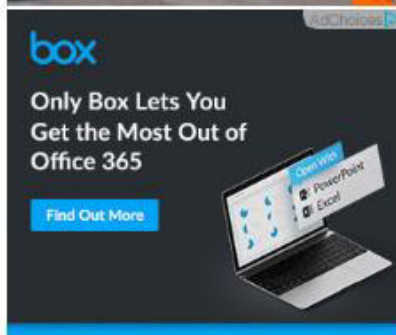 AdChoices
box
Only Box Lets You
Get the Most Out of
Office 365
Open With
PowerPoint
Excel
Find Out More